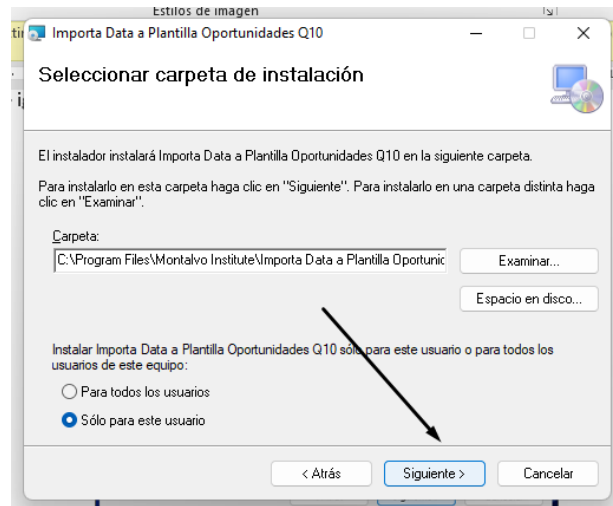 Estilos de imagen
Importa Data a Plantilla Oportunidades Q10
Seleccionar carpeta de instalación
El instalador instalará Importa Data a Plantilla Oportunidades Q10 en la siguiente carpeta.
Para instalarlo en esta carpeta haga clic en "Siguiente". Para instalarlo en una carpeta distinta haga
clic en "Examinar".
Carpeta:
C:\Program Files\Montalvo Institute\Importa Data a Plantilla Oportunic
Examinar...
Espacio en disco...
Instalar Importa Data a Plantilla Oportunidades Q10 sólo para este usuario o para todos los
usuarios de este equipo:
Para todos los usuarios
Sólo para este usuario
< Atrás
Siguiente >
Cancelar